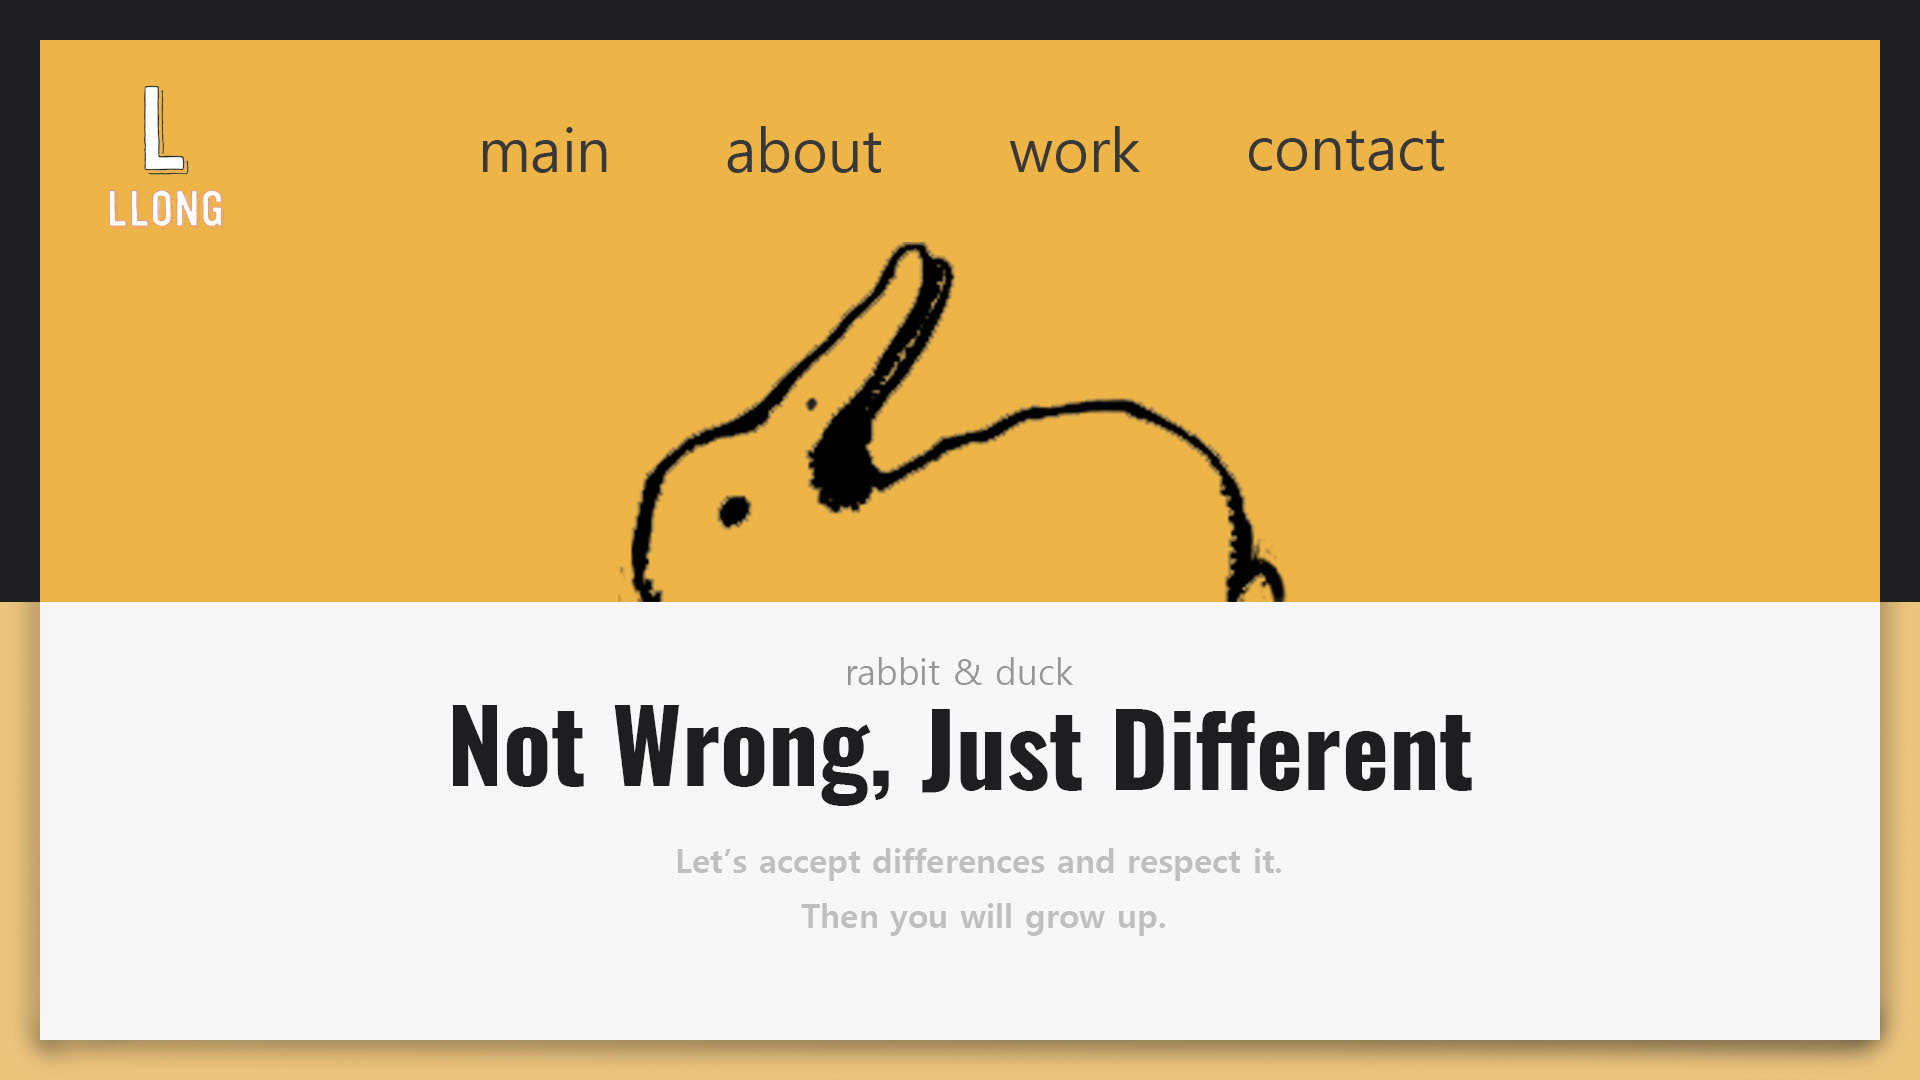 L
LLONG
main about work contact
rabbit & duck
Not Wrong, Just Different
Let’s accept differences and respect it.
Then you will grow up.